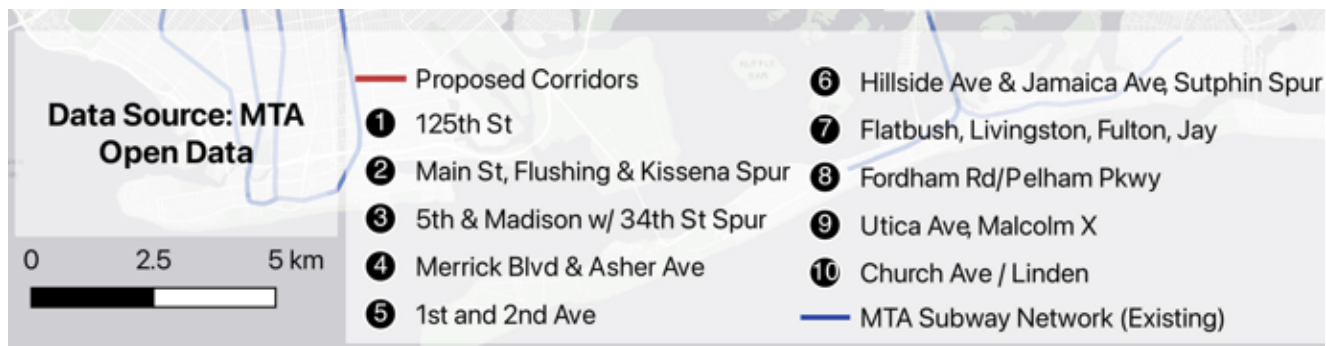 Data Source: MTA
Open Data
0 2.5 5 km
Proposed Corridors
1 125th St
2 Main St, Flushing & Kissena Spur
3 5th & Madison w/ 34th St Spur
4 Merrick Blvd & Asher Ave
5 1st and 2nd Ave
6 Hillside Ave & Jamaica Ave, Sutphin Spur
7 Flatbush, Livingston, Fulton, Jay
8 Fordham Rd/Pelham Pkwy
9 Utica Ave, Malcolm X
10 Church Ave / Linden
MTA Subway Network (Existing)